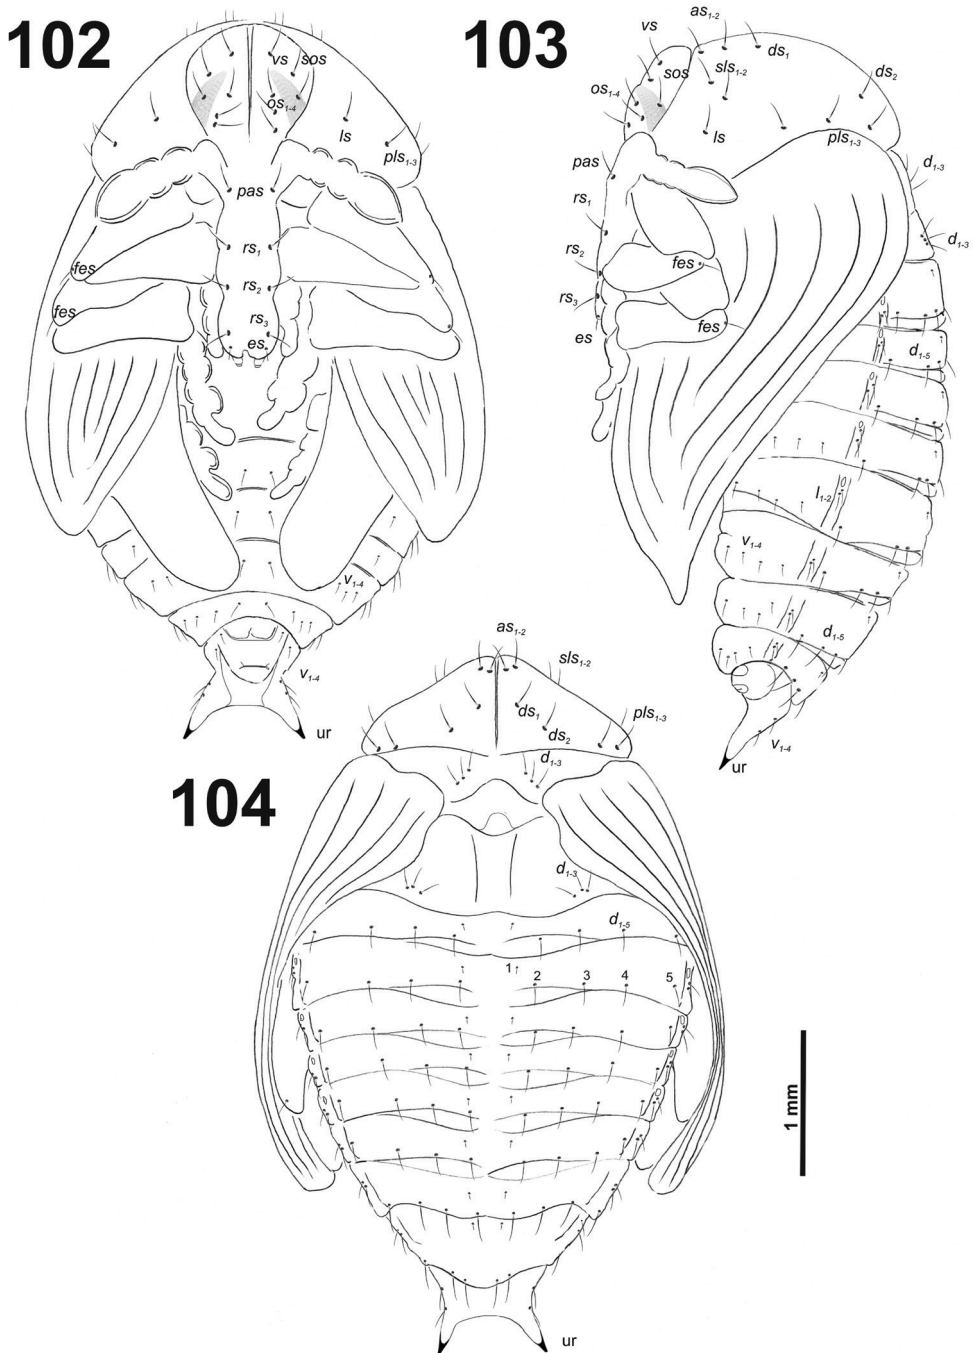 102
vs sos
os1-4
ls
pls1-3
pas
rs1
fes
rs2
fes
rs3
es
v1-4
v1-4
ur
103
as1-2
vs
ds1
sos
sls1-2
ds2
os1-4
ls
pls1-3
pas
d1-3
rs1
d1-3
rs2
fes
rs3
fes
es
d1-5
l1-2
v1-4
d1-5
v1-4
ur
104
as1-2
sls1-2
ds1
pls1-3
ds2
d1-3
d1-3
d1-5
1 2 3 4 5
1 mm
ur